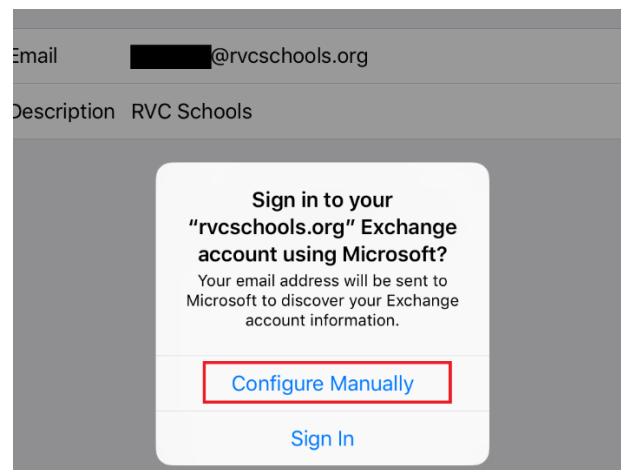 Email @rvcschools.org
Description RVC Schools
Sign in to your
“rvcschools.org” Exchange
account using Microsoft?
Your email address will be sent to
Microsoft to discover your Exchange
account information.
Configure Manually
Sign In